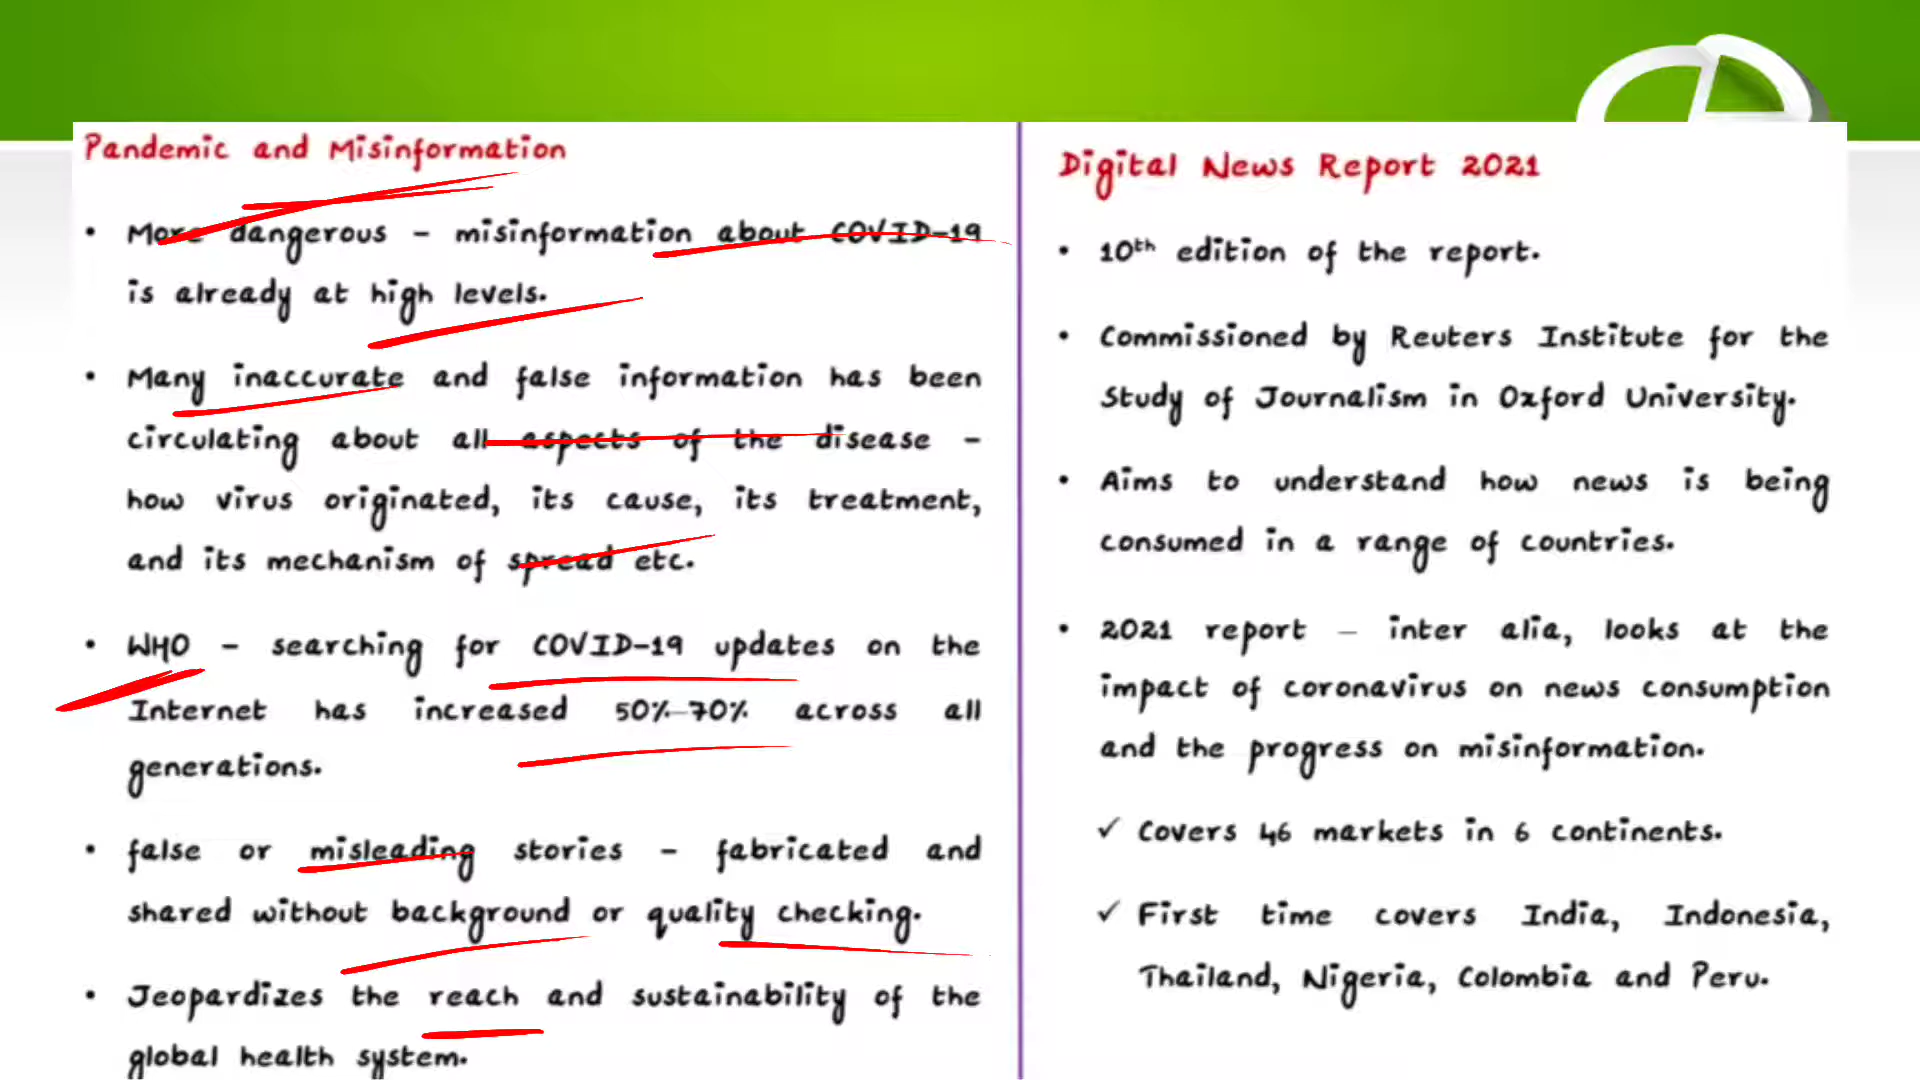 Pandemic and Misinformation
• More dangerous - misinformation about COVID-19
is already at high levels.
• Many inaccurate and false information has been
circulating about all aspects of the disease -
how virus originated, its cause, its treatment,
and its mechanism of spread etc.
• WHO - searching for COVID-19 updates on the
Internet has increased 50%-70% across all
generations.
• false or misleading stories - fabricated and
shared without background or quality checking.
• Jeopardizes the reach and sustainability of the
global health system.
Digital News Report 2021
• 10th edition of the report.
• Commissioned by Reuters Institute for the
Study of Journalism in Oxford University.
• Aims to understand how news is being
consumed in a range of countries.
• 2021 report - inter alia, looks at the
impact of coronavirus on news consumption
and the progress on misinformation.
✓ Covers 46 markets in 6 continents.
✓ First time covers India, Indonesia,
Thailand, Nigeria, Colombia and Peru.